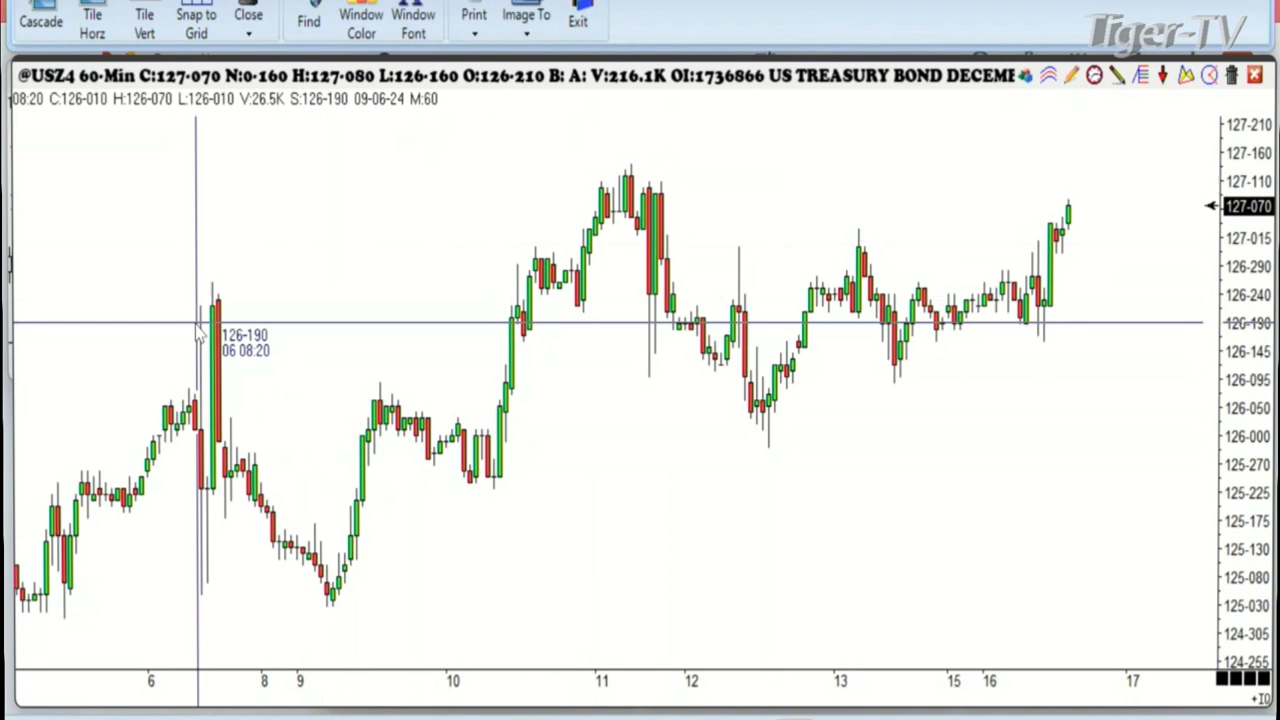 Cascade
Tile Horz
Tile Vert
Snap to Grid
Close
Find
Window Color
Window Font
Print
Image To
Exit
Tiger-TV
@USZ4 60-Min C:127-070 N:0-160 H:127-080 L:126-160 O:126-210 B: A: V:216.1K OI:1736866 US TREASURY BOND DECEME
08:20 C:126-010 H:126-070 L:126-010 V:26.5K S:126-190 09-06-24 M:60
127-210
127-160
127-110
127-070
127-015
126-290
126-240
126-190
126-190
06 08:20
126-145
126-095
126-050
126-000
125-270
125-225
125-175
125-130
125-080
125-030
124-305
124-255
6 8 9 10 11 12 13 15 16 17
+IO